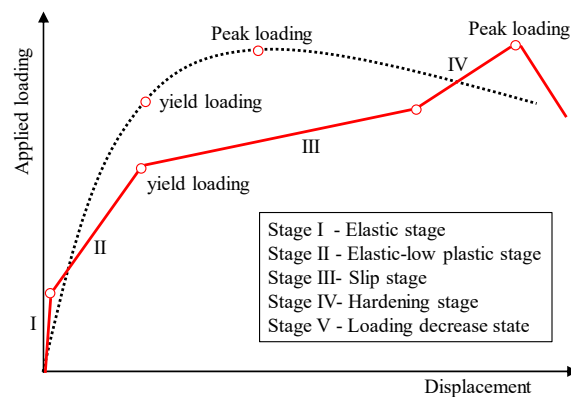 Peak loading
Peak loading
IV
yield loading
III
yield loading
II
I
Applied loading
Stage I - Elastic stage
Stage II - Elastic-low plastic stage
Stage III- Slip stage
Stage IV- Hardening stage
Stage V - Loading decrease state
Displacement